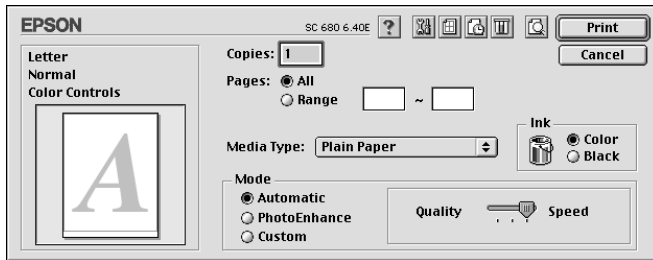 EPSON
SC 680 6.40E
?
Print
Cancel
Letter
Normal
Color Controls
A
Copies: 1
Pages: All
Range ~
Media Type: Plain Paper
Ink
Color
Black
Mode
Automatic
PhotoEnhance
Custom
Quality Speed